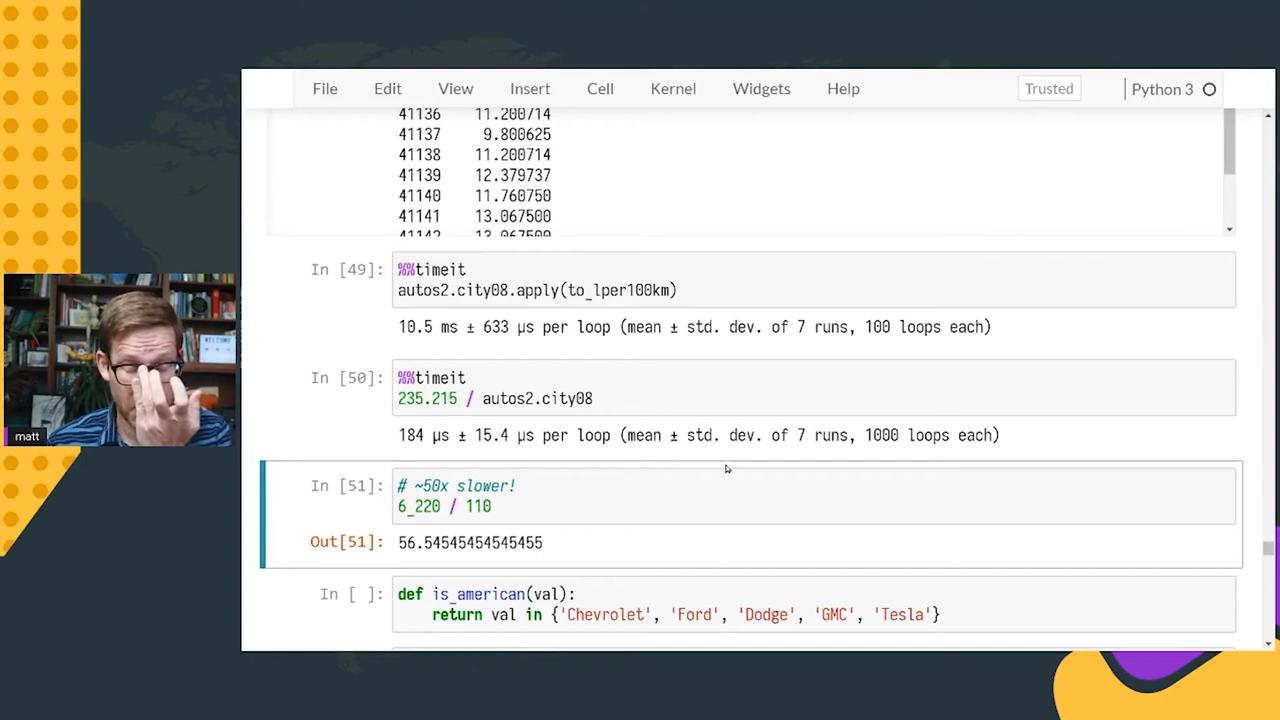 File Edit View Insert Cell Kernel Widgets Help Trusted Python 3
41136 11.200714
41137 9.800625
41138 11.200714
41139 12.379737
41140 11.760750
41141 13.067500
41142 13.067500
In [49]: %%timeit
autos2.city08.apply(to_lper100km)
10.5 ms ± 633 µs per loop (mean ± std. dev. of 7 runs, 100 loops each)
In [50]: %%timeit
235.215 / autos2.city08
184 µs ± 15.4 µs per loop (mean ± std. dev. of 7 runs, 1000 loops each)
In [51]: # ~50x slower!
6_220 / 110
Out[51]: 56.54545454545455
In [ ]: def is_american(val):
return val in {'Chevrolet', 'Ford', 'Dodge', 'GMC', 'Tesla'}
WELCOME
matt